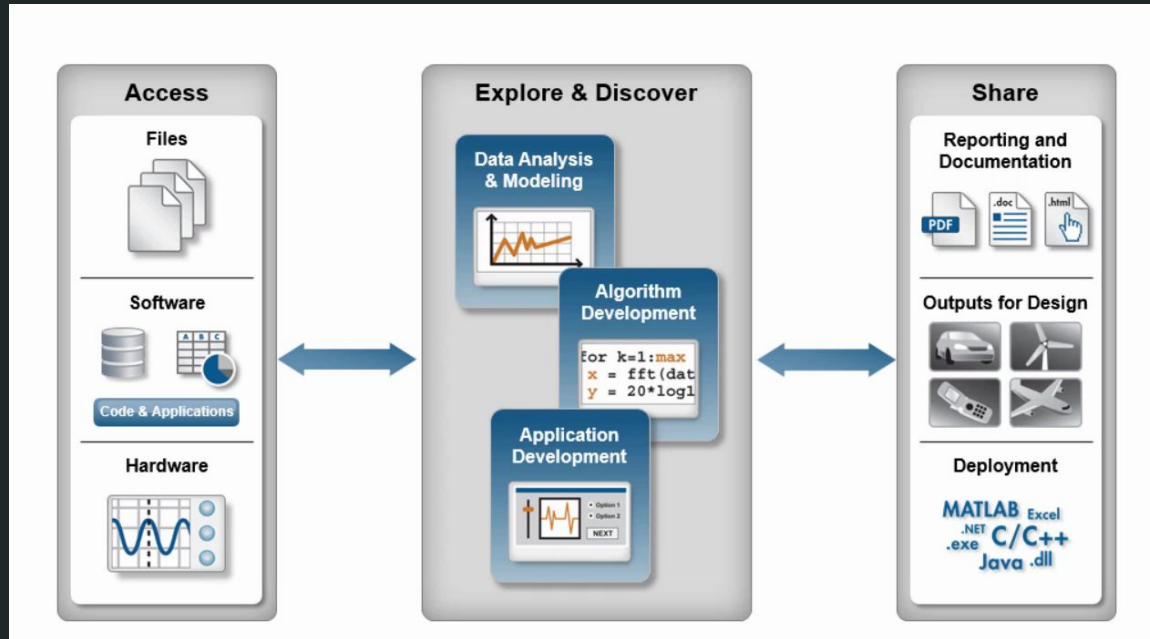 Access
Files
Software
A B C
Code & Applications
Hardware
Explore & Discover
Data Analysis
& Modeling
Algorithm
Development
for k=1:max
x = fft(dat
y = 20*log1
Application
Development
Option 1
Option 2
NEXT
Share
Reporting and
Documentation
PDF
.doc
.html
Outputs for Design
Deployment
MATLAB Excel
.NET C/C++
.exe
Java .dll